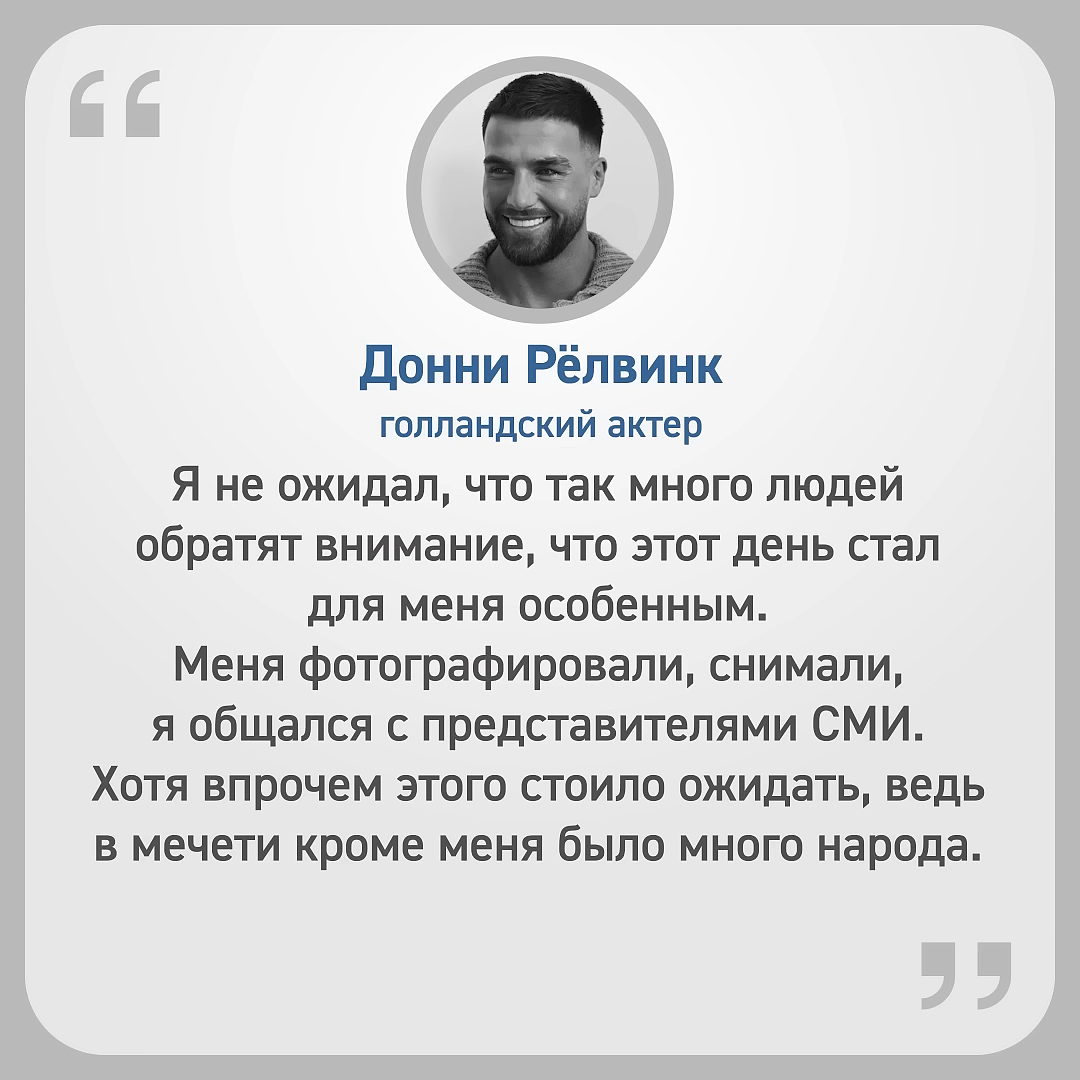 Донни Рёлвинк
голландский актер
Я не ожидал, что так много людей
обратят внимание, что этот день стал
для меня особенным.
Меня фотографировали, снимали,
я общался с представителями СМИ.
Хотя впрочем этого стоило ожидать, ведь
в мечети кроме меня было много народа.